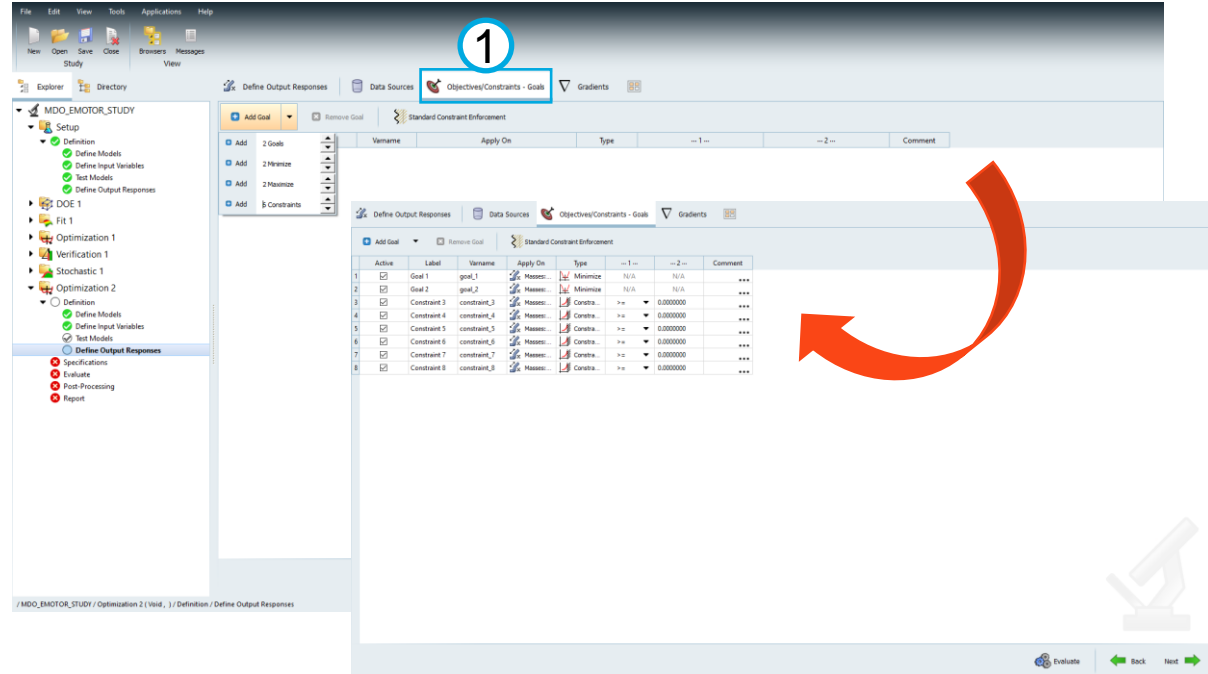 File Edit View Tools Applications Help
New Open Save Close Browsers Messages
Study View
1
Explorer Directory
Define Output Responses Data Sources Objectives/Constraints - Goals Gradients
MDO_EMOTOR_STUDY
Setup
Definition
Define Models
Define Input Variables
Test Models
Define Output Responses
DOE 1
Fit 1
Optimization 1
Verification 1
Stochastic 1
Optimization 2
Definition
Define Models
Define Input Variables
Test Models
Define Output Responses
Specifications
Evaluate
Post-Processing
Report
Add Goal Remove Goal Standard Constraint Enforcement
Varname Apply On Type --- 1 --- --- 2 --- Comment
Add 2 Goals
Add 2 Minimize
Add 2 Maximize
Add 6 Constraints
Define Output Responses Data Sources Objectives/Constraints - Goals Gradients
Add Goal Remove Goal Standard Constraint Enforcement
Active Label Varname Apply On Type --- 1 --- --- 2 --- Comment
1 Goal 1 goal_1 Masses:... Minimize N/A N/A ...
2 Goal 2 goal_2 Masses:... Minimize N/A N/A ...
3 Constraint 3 constraint_3 Masses:... Constra... >= 0.0000000 ...
4 Constraint 4 constraint_4 Masses:... Constra... >= 0.0000000 ...
5 Constraint 5 constraint_5 Masses:... Constra... >= 0.0000000 ...
6 Constraint 6 constraint_6 Masses:... Constra... >= 0.0000000 ...
7 Constraint 7 constraint_7 Masses:... Constra... >= 0.0000000 ...
8 Constraint 8 constraint_8 Masses:... Constra... >= 0.0000000 ...
/ MDO_EMOTOR_STUDY / Optimization 2 ( Void , ) / Definition / Define Output Responses
Evaluate Back Next